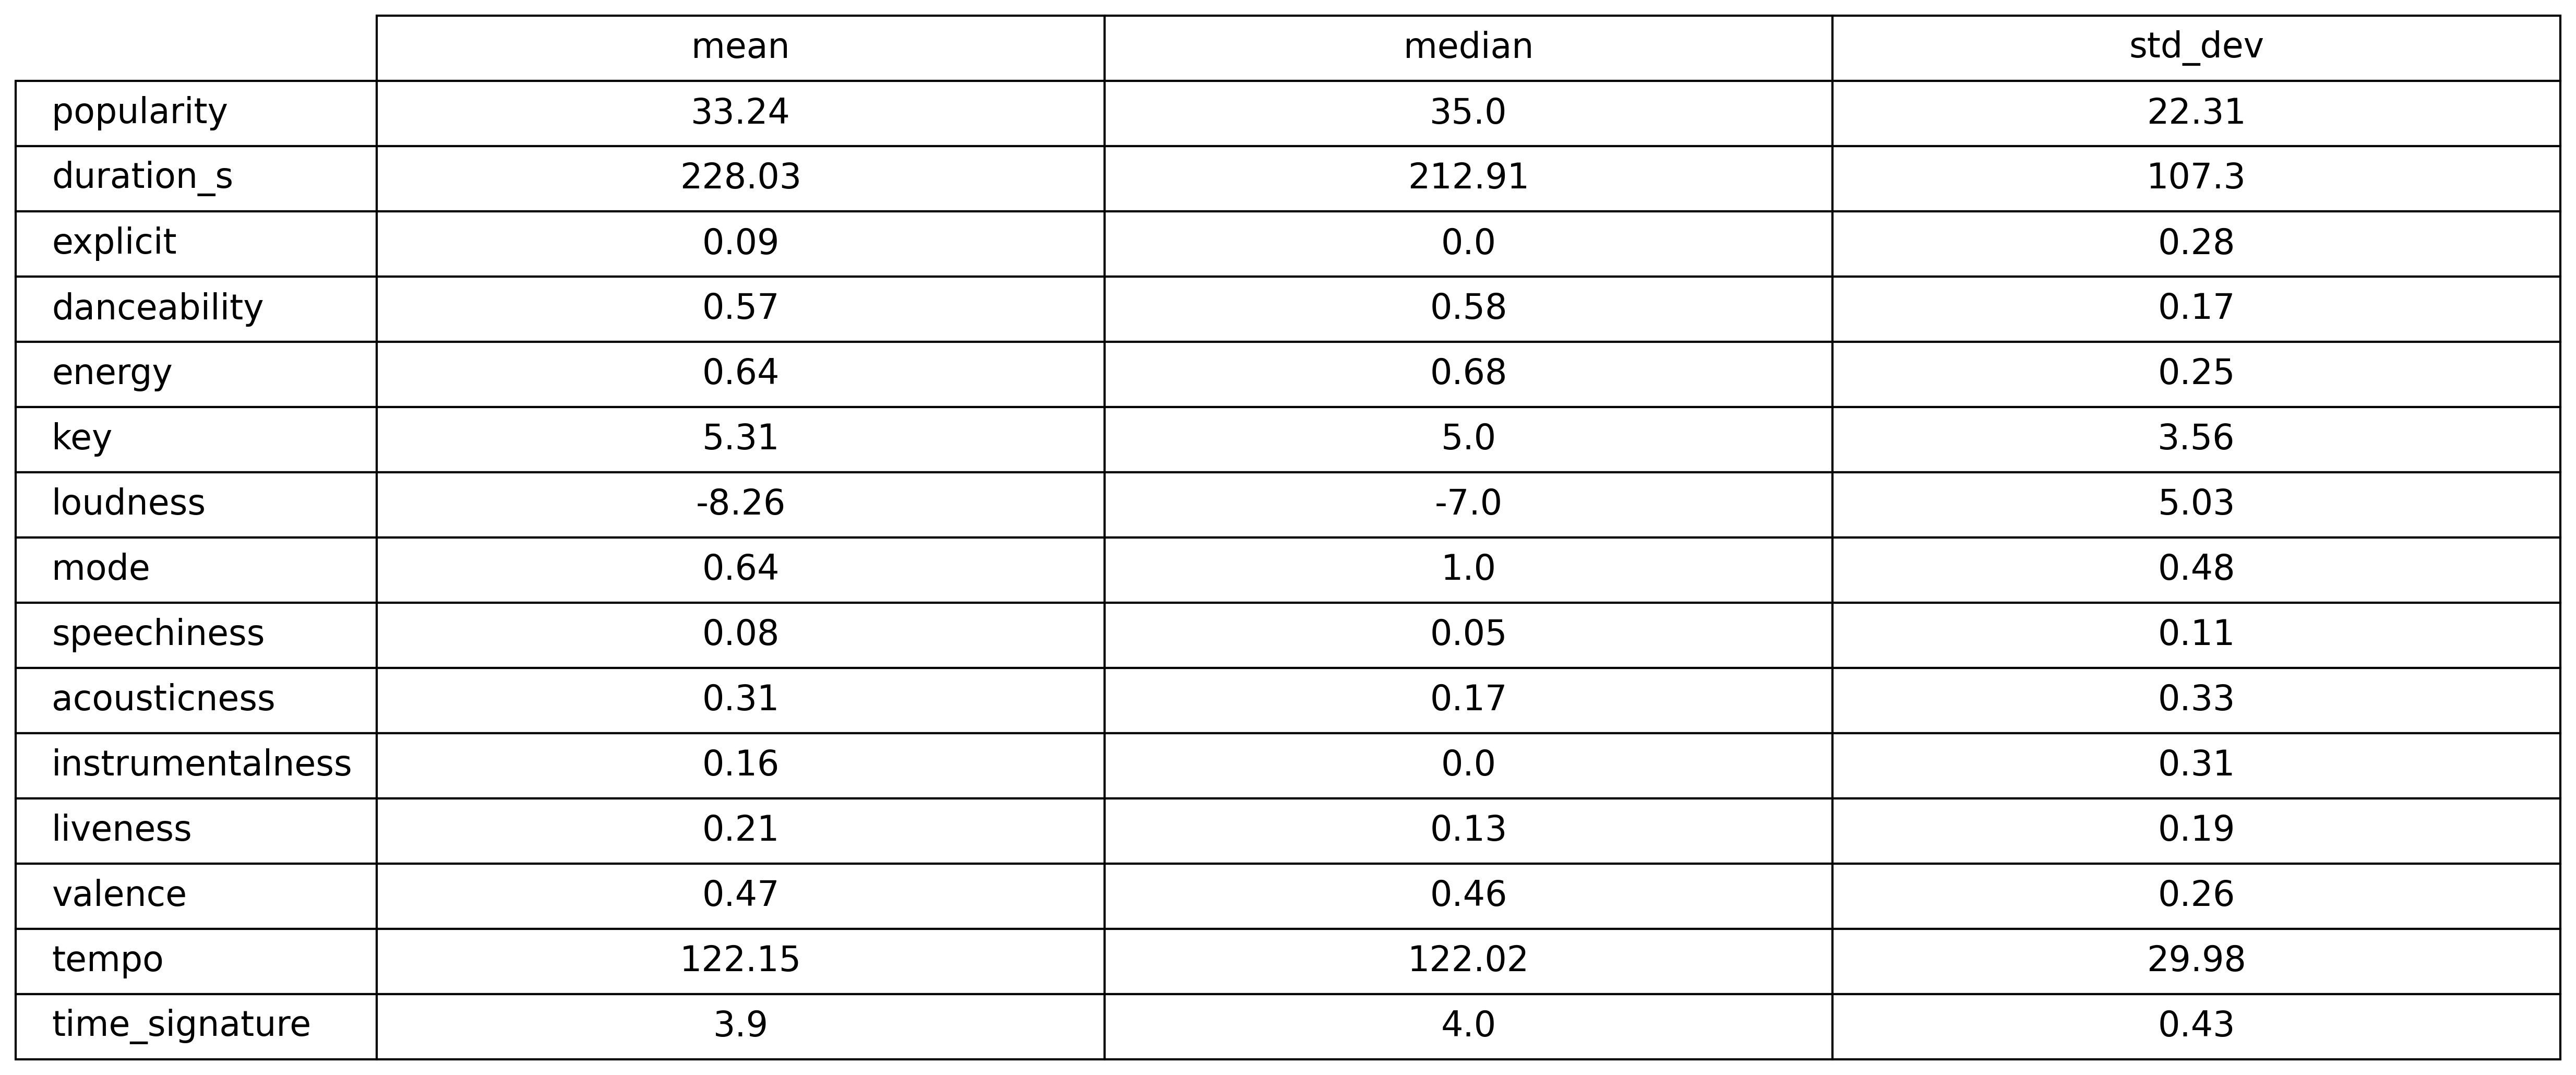 mean median std_dev
popularity 33.24 35.0 22.31
duration_s 228.03 212.91 107.3
explicit 0.09 0.0 0.28
danceability 0.57 0.58 0.17
energy 0.64 0.68 0.25
key 5.31 5.0 3.56
loudness -8.26 -7.0 5.03
mode 0.64 1.0 0.48
speechiness 0.08 0.05 0.11
acousticness 0.31 0.17 0.33
instrumentalness 0.16 0.0 0.31
liveness 0.21 0.13 0.19
valence 0.47 0.46 0.26
tempo 122.15 122.02 29.98
time_signature 3.9 4.0 0.43